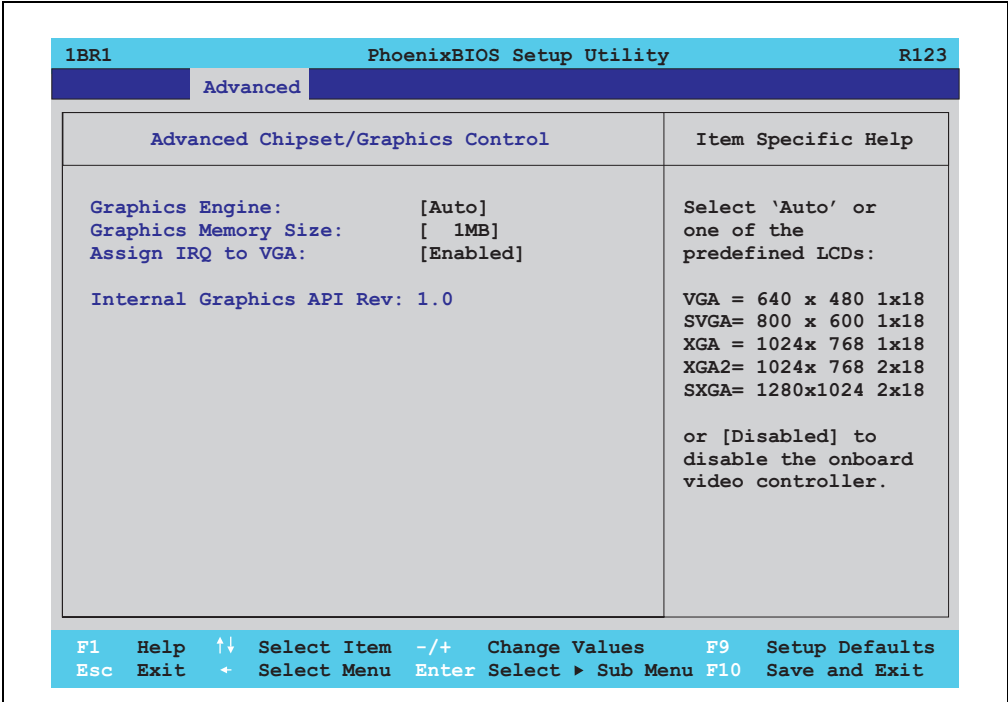 1BR1 PhoenixBIOS Setup Utility R123
Advanced
Advanced Chipset/Graphics Control
Item Specific Help
Graphics Engine: [Auto]
Graphics Memory Size: [ 1MB]
Assign IRQ to VGA: [Enabled]
Internal Graphics API Rev: 1.0
Select ‘Auto’ or
one of the
predefined LCDs:
VGA = 640 x 480 1x18
SVGA= 800 x 600 1x18
XGA = 1024x 768 1x18
XGA2= 1024x 768 2x18
SXGA= 1280x1024 2x18
or [Disabled] to
disable the onboard
video controller.
F1 Help ↑↓ Select Item -/+ Change Values F9 Setup Defaults
Esc Exit ← Select Menu Enter Select ▶ Sub Menu F10 Save and Exit